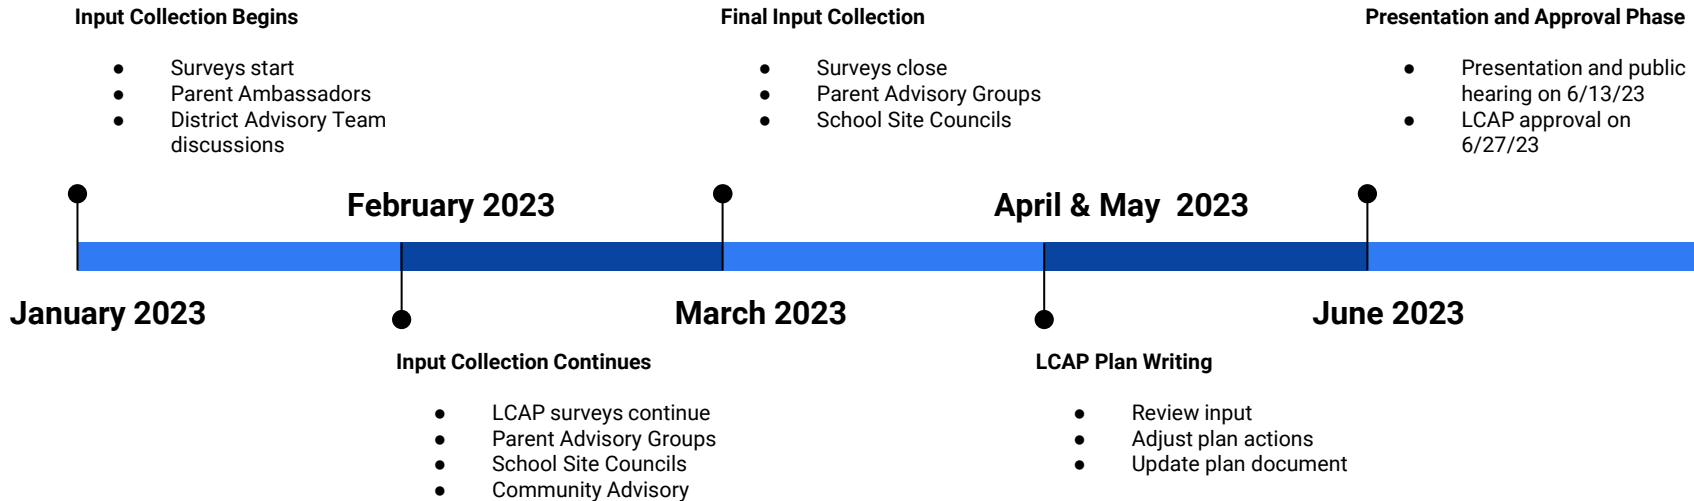 Input Collection Begins
● Surveys start
● Parent Ambassadors
● District Advisory Team
discussions
January 2023
February 2023
Input Collection Continues
● LCAP surveys continue
● Parent Advisory Groups
● School Site Councils
● Community Advisory
Final Input Collection
● Surveys close
● Parent Advisory Groups
● School Site Councils
March 2023
April & May 2023
LCAP Plan Writing
● Review input
● Adjust plan actions
● Update plan document
Presentation and Approval Phase
● Presentation and public
hearing on 6/13/23
● LCAP approval on
6/27/23
June 2023